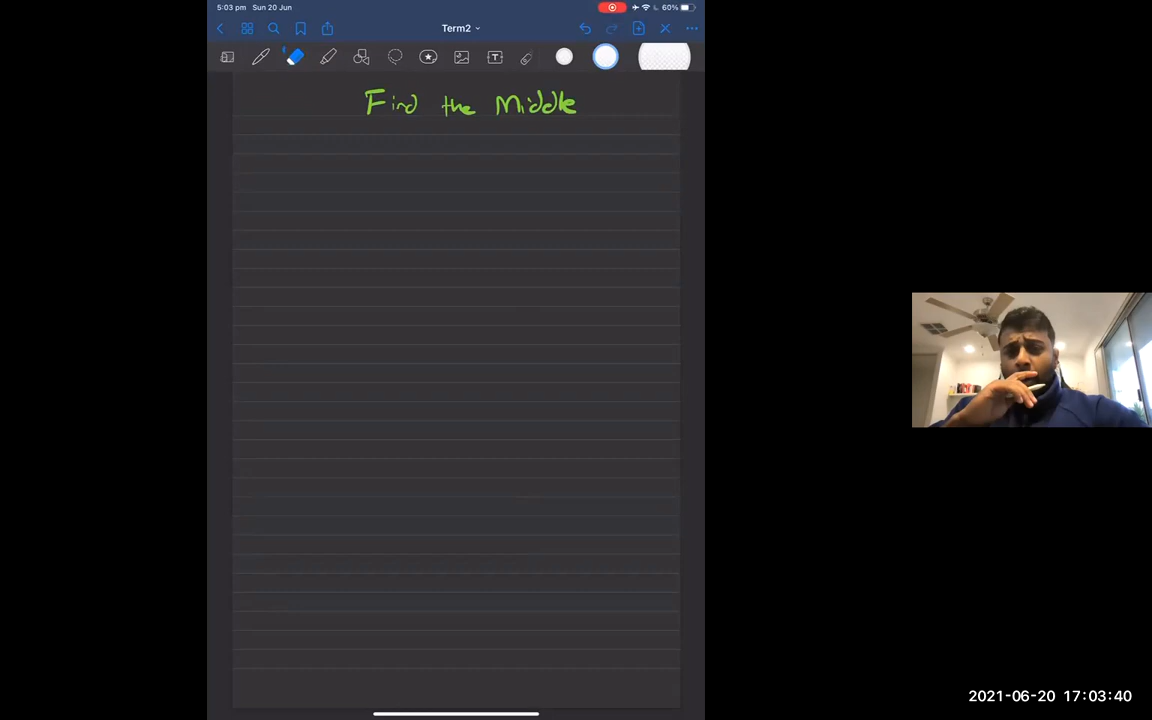 5:03 pm Sun 20 Jun
60%
Term2
T
Find the Middle
2021-06-20 17:03:40